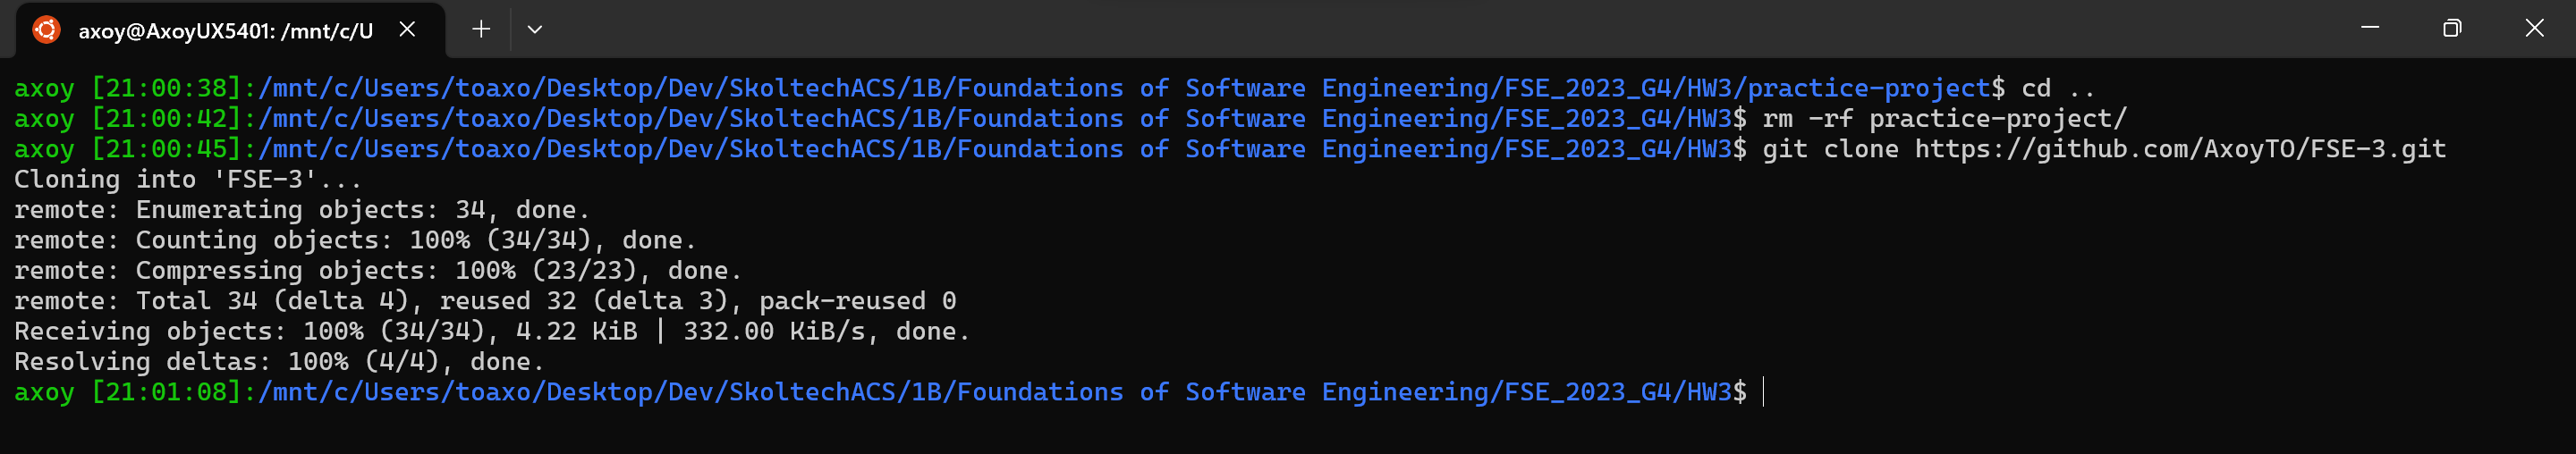 axoy@AxoyUX5401: /mnt/c/U
axoy [21:00:38]:/mnt/c/Users/toaxo/Desktop/Dev/SkoltechACS/1B/Foundations of Software Engineering/FSE_2023_G4/HW3/practice-project$ cd ..
axoy [21:00:42]:/mnt/c/Users/toaxo/Desktop/Dev/SkoltechACS/1B/Foundations of Software Engineering/FSE_2023_G4/HW3$ rm -rf practice-project/
axoy [21:00:45]:/mnt/c/Users/toaxo/Desktop/Dev/SkoltechACS/1B/Foundations of Software Engineering/FSE_2023_G4/HW3$ git clone https://github.com/AxoyTO/FSE-3.git
Cloning into 'FSE-3'...
remote: Enumerating objects: 34, done.
remote: Counting objects: 100% (34/34), done.
remote: Compressing objects: 100% (23/23), done.
remote: Total 34 (delta 4), reused 32 (delta 3), pack-reused 0
Receiving objects: 100% (34/34), 4.22 KiB | 332.00 KiB/s, done.
Resolving deltas: 100% (4/4), done.
axoy [21:01:08]:/mnt/c/Users/toaxo/Desktop/Dev/SkoltechACS/1B/Foundations of Software Engineering/FSE_2023_G4/HW3$